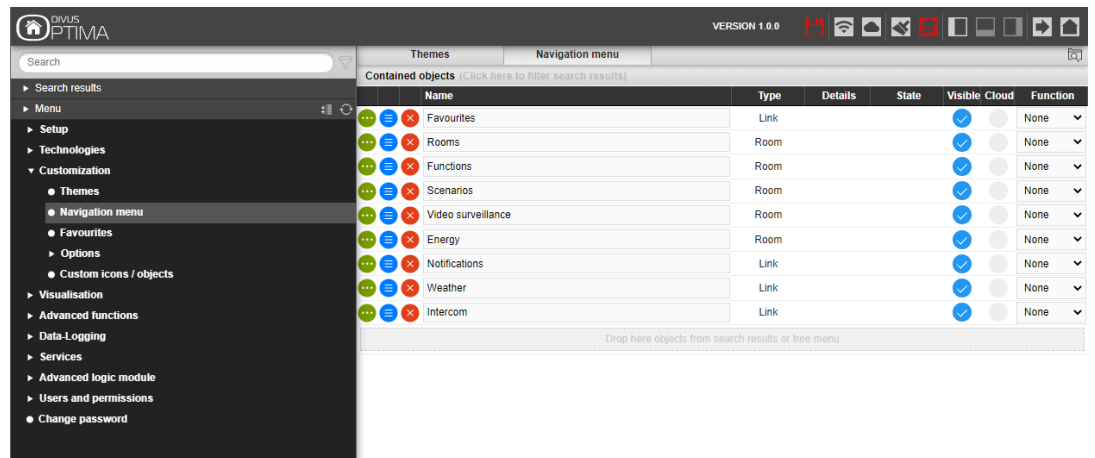 DIVUS
OPTIMA
VERSION 1.0.0
Search
Search results
Menu
Setup
Technologies
Customization
Themes
Navigation menu
Favourites
Options
Custom icons / objects
Visualisation
Advanced functions
Data-Logging
Services
Advanced logic module
Users and permissions
Change password
Themes Navigation menu
Contained objects (Click here to filter search results)
Name Type Details State Visible Cloud Function
Favourites Link None
Rooms Room None
Functions Room None
Scenarios Room None
Video surveillance Room None
Energy Room None
Notifications Link None
Weather Link None
Intercom Link None
Drop here objects from search results or tree menu